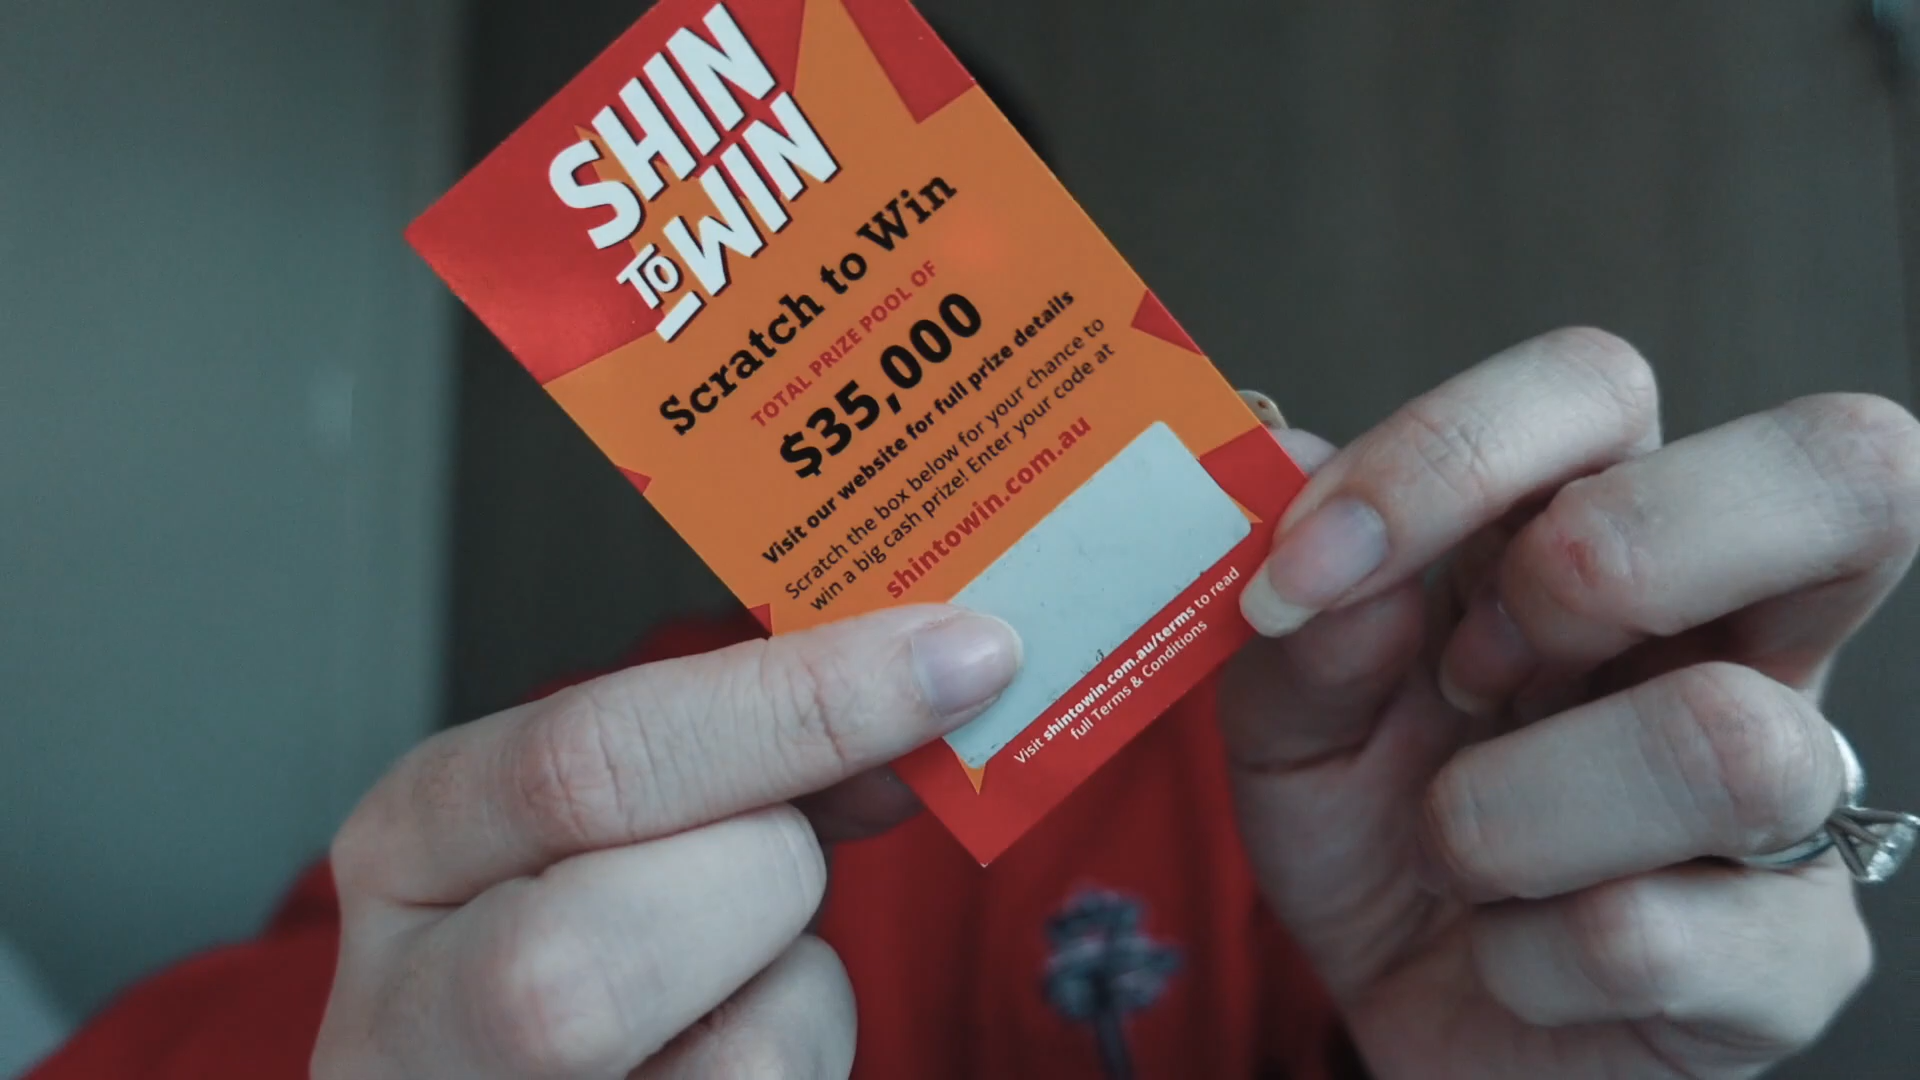 SHIN
TO WIN
Scratch to Win
TOTAL PRIZE POOL OF
$35,000
Visit our website for full prize details
Scratch the box below for your chance to
win a big cash prize! Enter your code at
shintowin.com.au
Visit shintowin.com.au/terms to read
full Terms & Conditions